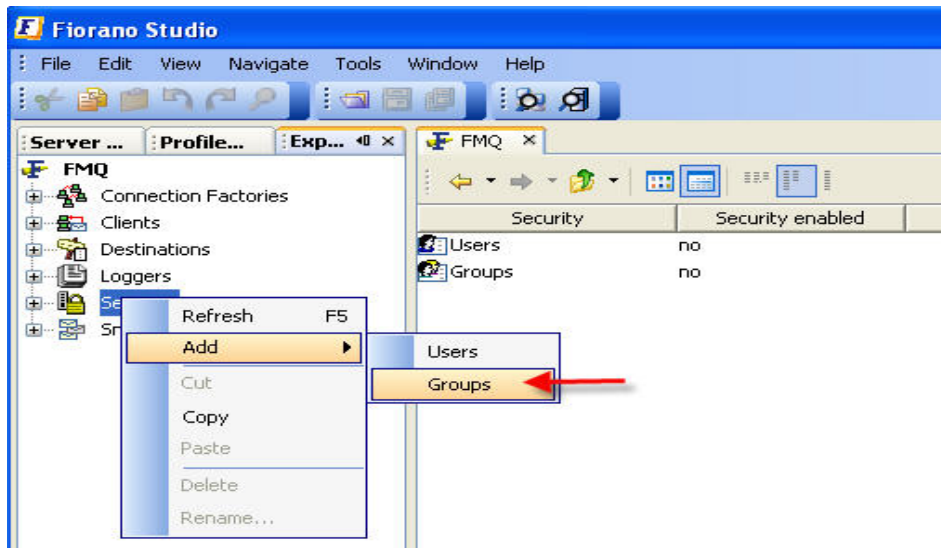 Fiorano Studio
File Edit View Navigate Tools Window Help
Server ... Profile... Exp...
FMQ
FMQ
Connection Factories
Clients
Destinations
Loggers
Security Security enabled
Users no
Groups no
Refresh F5
Add
Cut
Copy
Paste
Delete
Rename...
Users
Groups